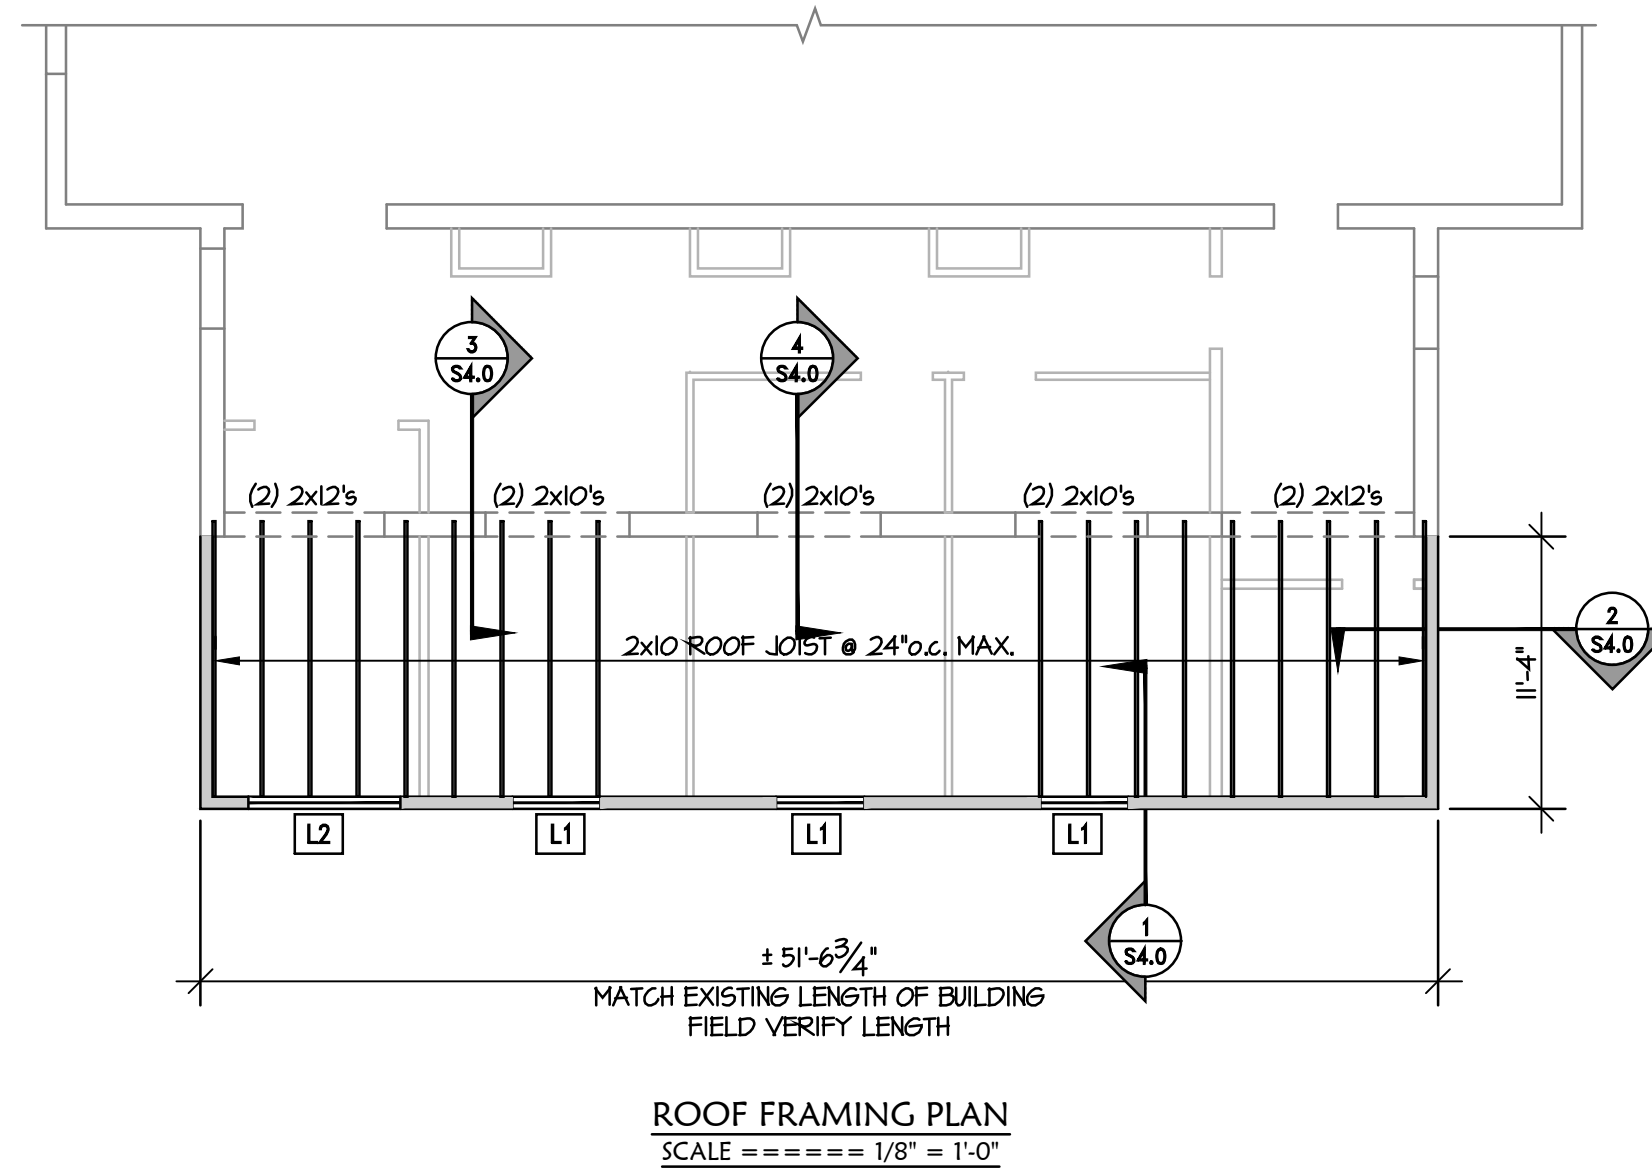 3
S4.0
4
S4.0
(2) 2x12's
(2) 2x10's
(2) 2x10's
(2) 2x10's
(2) 2x12's
2x10 ROOF JOIST @ 24"o.c. MAX.
2
S4.0
11'-4"
L2
L1
L1
L1
1
S4.0
± 51'-6 3/4"
MATCH EXISTING LENGTH OF BUILDING
FIELD VERIFY LENGTH
ROOF FRAMING PLAN
SCALE ====== 1/8" = 1'-0"